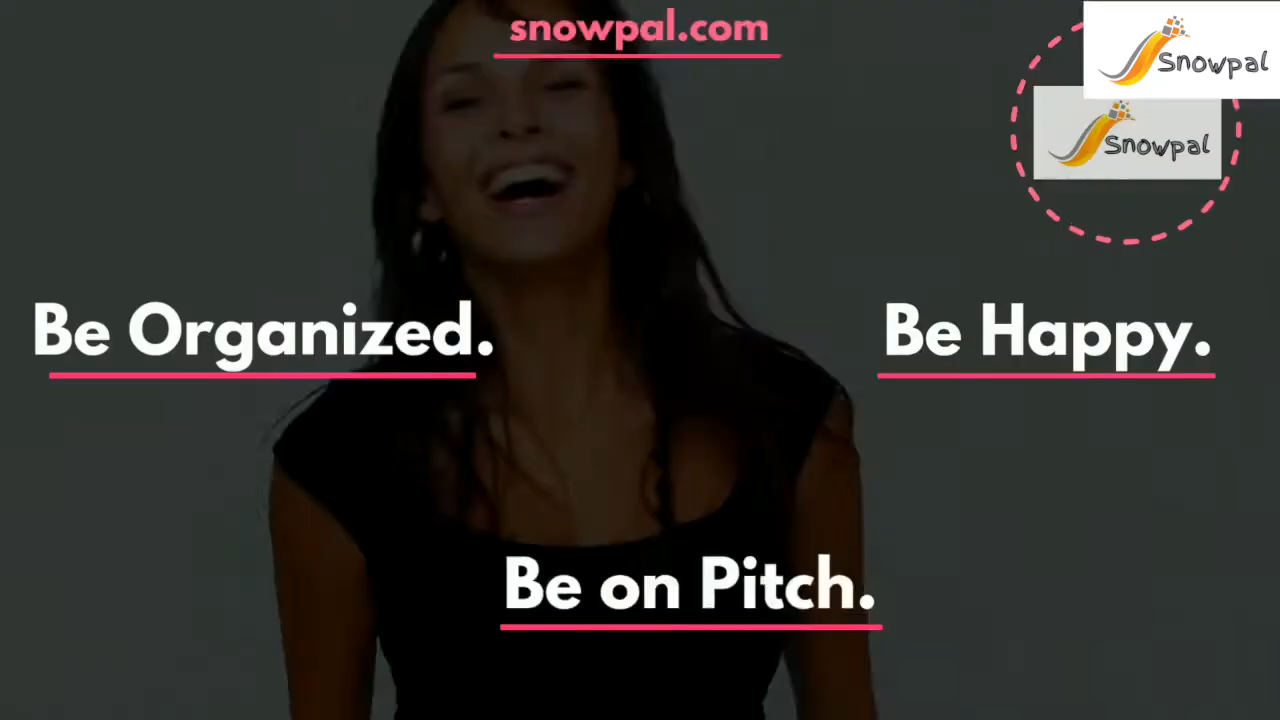 snowpal.com
Snowpal
Snowpal
Be Organized.
Be Happy.
Be on Pitch.